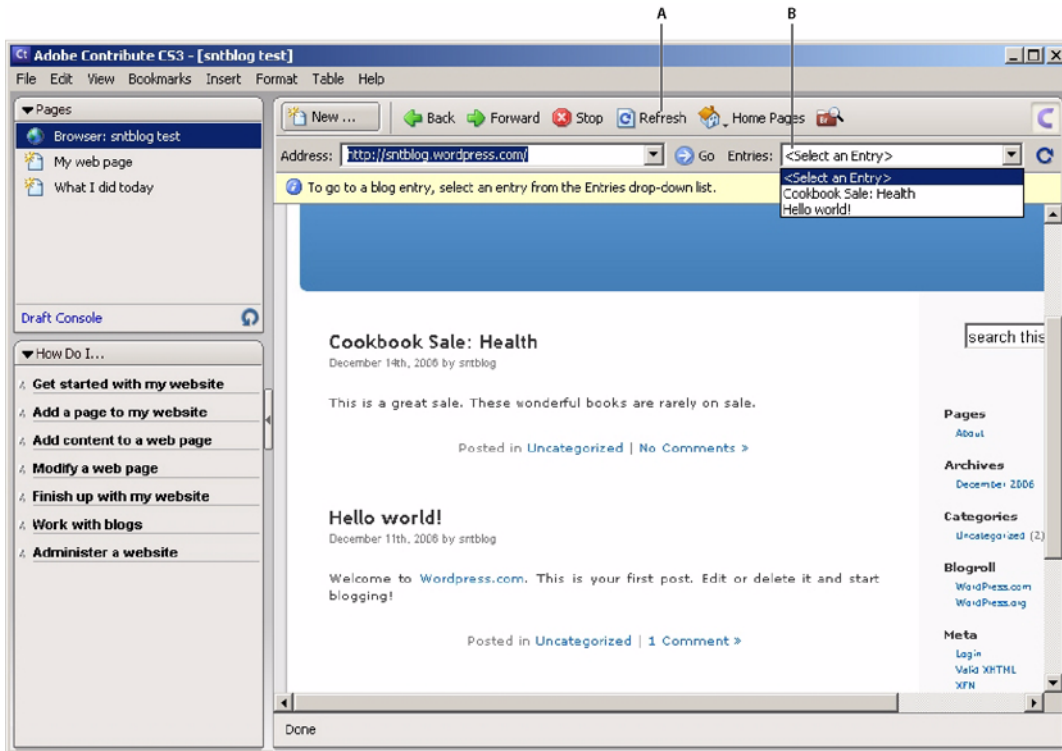 A B
Ct Adobe Contribute CS3 - [sntblog test]
File Edit View Bookmarks Insert Format Table Help
Pages
Browser: sntblog test
My web page
What I did today
Draft Console
How Do I...
Get started with my website
Add a page to my website
Add content to a web page
Modify a web page
Finish up with my website
Work with blogs
Administer a website
New ... Back Forward Stop Refresh Home Pages
Address: http://sntblog.wordpress.com/ Go Entries: <Select an Entry>
<Select an Entry>
Cookbook Sale: Health
Hello world!
To go to a blog entry, select an entry from the Entries drop-down list.
Cookbook Sale: Health
December 14th, 2006 by sntblog
This is a great sale. These wonderful books are rarely on sale.
Posted in Uncategorized | No Comments »
Hello world!
December 11th, 2006 by sntblog
Welcome to Wordpress.com. This is your first post. Edit or delete it and start
blogging!
Posted in Uncategorized | 1 Comment »
search this
Pages
About
Archives
December 2006
Categories
Uncategorized (2)
Blogroll
WordPress.com
WordPress.org
Meta
Login
Valid XHTML
XFN
Done